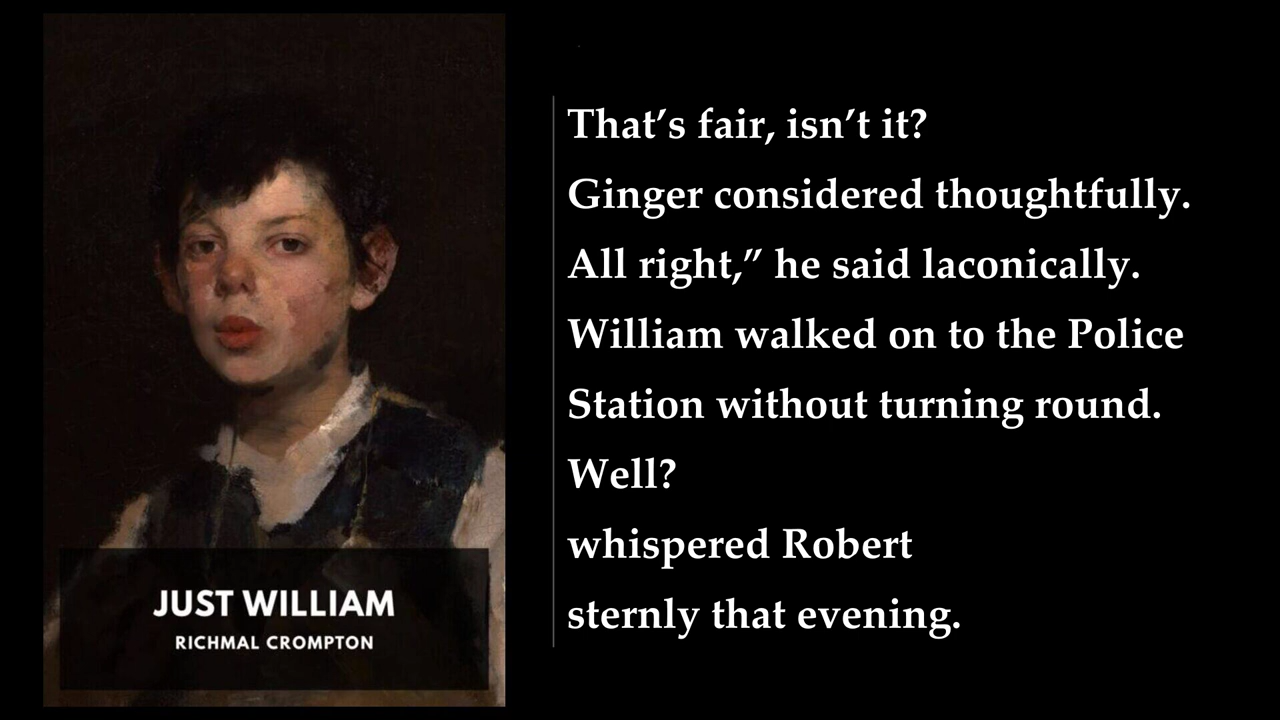 JUST WILLIAM
RICHMAL CROMPTON
That’s fair, isn’t it?
Ginger considered thoughtfully.
All right,” he said laconically.
William walked on to the Police
Station without turning round.
Well?
whispered Robert
sternly that evening.